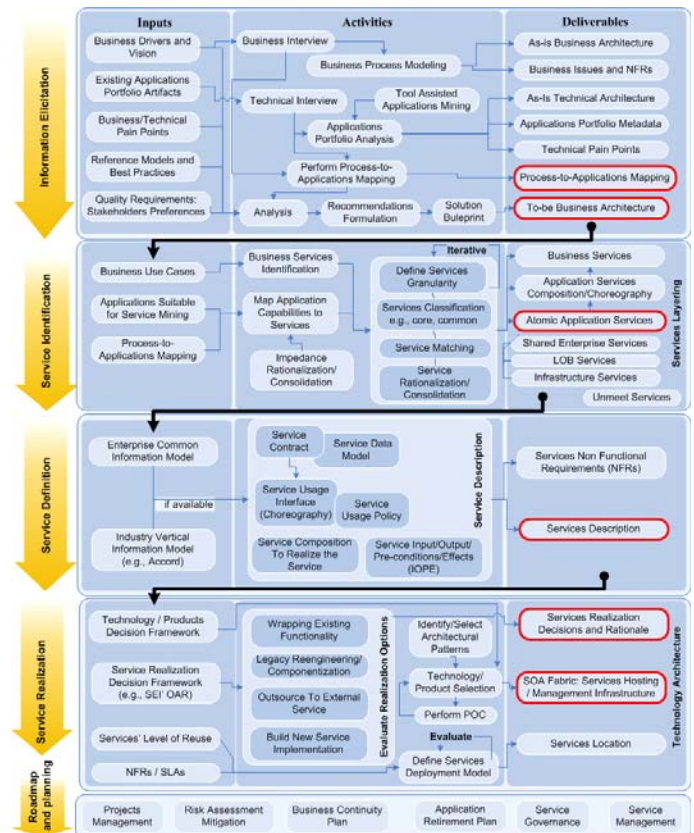 Inputs
Activities
Deliverables
Information Elicitation
Business Drivers and
Vision
Existing Applications
Portfolio Artifacts
Business/Technical
Pain Points
Reference Models and
Best Practices
Quality Requirements:
Stakeholders Preferences
Business Interview
Business Process Modeling
Technical Interview
Tool Assisted
Applications Mining
Applications
Portfolio Analysis
Perform Process-to-
Applications Mapping
Analysis
Recommendations
Formulation
Solution
Buleprint
As-is Business Architecture
Business Issues and NFRs
As-Is Technical Architecture
Applications Portfolio Metadata
Technical Pain Points
Process-to-Applications Mapping
To-be Business Architecture
Service Identification
Business Use Cases
Applications Suitable
for Service Mining
Process-to-
Applications Mapping
Business Services
Identification
Map Application
Capabilities to
Services
Impedance
Rationalization/
Consolidation
Iterative
Define Services
Granularity
Services Classification
e.g., core, common
Service Matching
Service
Rationalization/
Consolidation
Business Services
Application Services
Composition/Choreography
Atomic Application Services
Shared Enterprise Services
LOB Services
Infrastructure Services
Unmeet Services
Services Layering
Service Definition
Enterprise Common
Information Model
if available
Industry Vertical
Information Model
(e.g., Accord)
Service
Contract
Service Data
Model
Service Usage
Interface
(Choreography)
Service
Usage Policy
Service Composition
To Realize the
Service
Service Input/Output/
Pre-conditions/Effects
(IOPE)
Service Description
Services Non Functional
Requirements (NFRs)
Services Description
Service Realization
Technology / Products
Decision Framework
Service Realization
Decision Framework
(e.g., SEI' OAR)
Services' Level of Reuse
NFRs / SLAs
Wrapping Existing
Functionality
Legacy Reengineering/
Componentization
Outsource To External
Service
Build New Service
Implementation
Evaluate Realization Options
Identify/Select
Architectural
Patterns
Technology/
Product Selection
Perform POC
Evaluate
Define Services
Deployment Model
Services Realization
Decisions and Rationale
SOA Fabric: Services Hosting
/ Management Infrastructure
Services Location
Technology Architecture
Roadmap
and planning
Projects
Management
Risk Assessment
Mitigation
Business Continuity
Plan
Application
Retirement Plan
Service
Governance
Service
Management